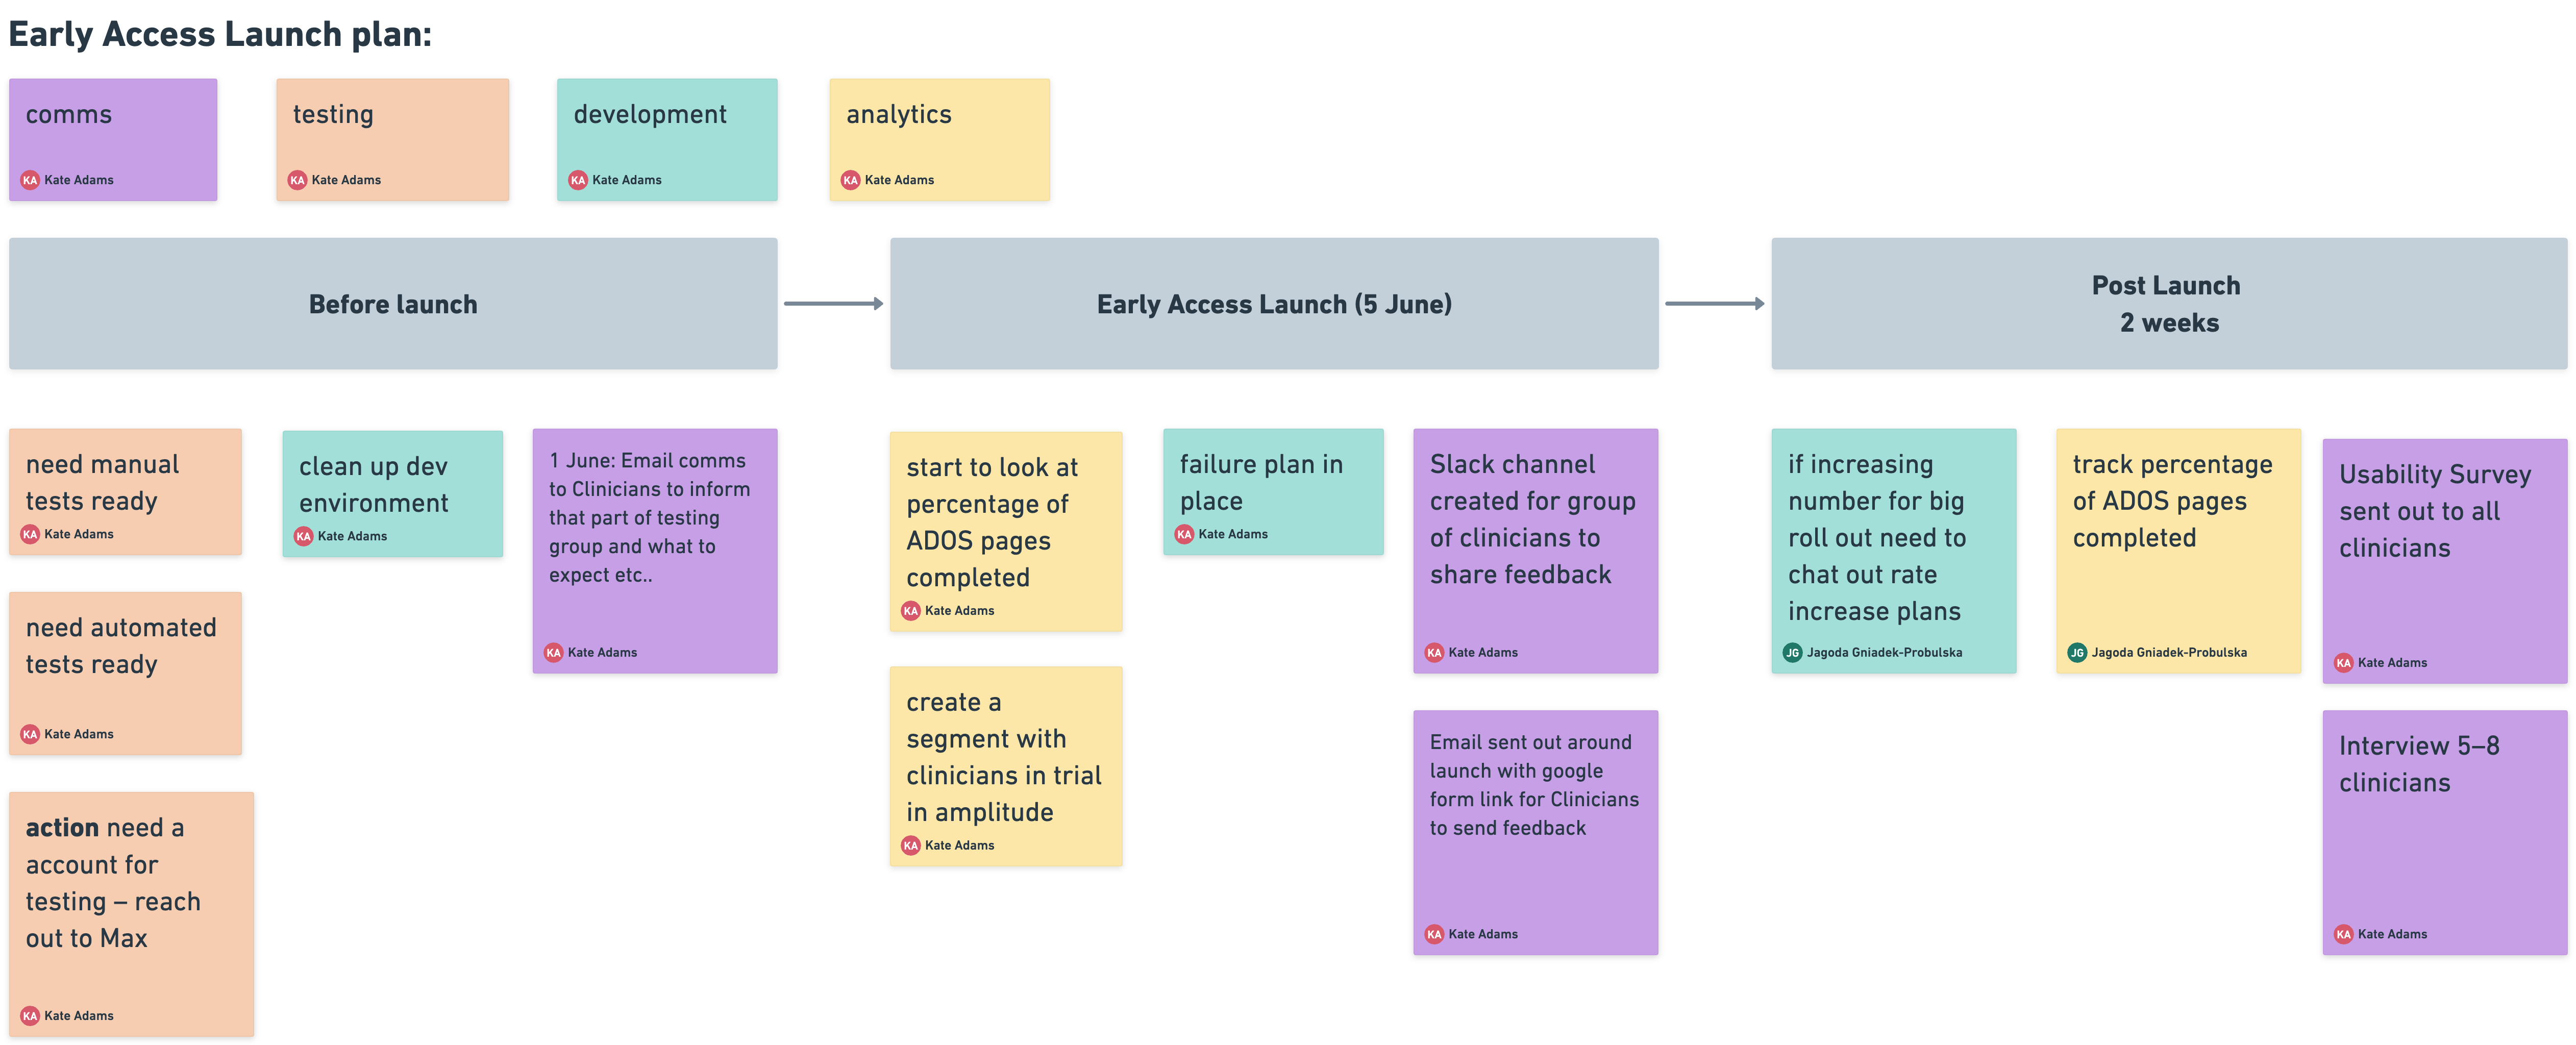 Early Access Launch plan:
comms
KA Kate Adams
testing
KA Kate Adams
development
KA Kate Adams
analytics
KA Kate Adams
Before launch
Early Access Launch (5 June)
Post Launch
2 weeks
need manual
tests ready
KA Kate Adams
need automated
tests ready
KA Kate Adams
action need a
account for
testing – reach
out to Max
KA Kate Adams
clean up dev
environment
KA Kate Adams
1 June: Email comms
to Clinicians to inform
that part of testing
group and what to
expect etc..
KA Kate Adams
start to look at
percentage of
ADOS pages
completed
KA Kate Adams
create a
segment with
clinicians in trial
in amplitude
KA Kate Adams
failure plan in
place
KA Kate Adams
Slack channel
created for group
of clinicians to
share feedback
KA Kate Adams
Email sent out around
launch with google
form link for Clinicians
to send feedback
KA Kate Adams
if increasing
number for big
roll out need to
chat out rate
increase plans
JG Jagoda Gniadek-Probulska
track percentage
of ADOS pages
completed
JG Jagoda Gniadek-Probulska
Usability Survey
sent out to all
clinicians
KA Kate Adams
Interview 5–8
clinicians
KA Kate Adams